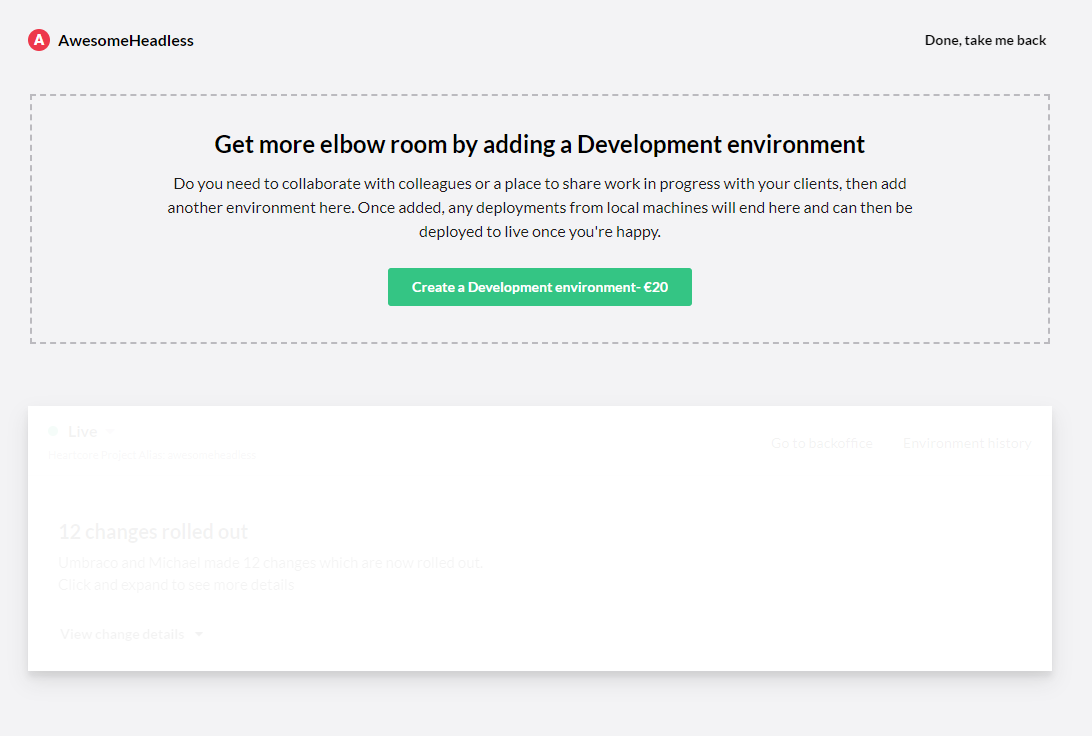 A AwesomeHeadless
Done, take me back
Get more elbow room by adding a Development environment
Do you need to collaborate with colleagues or a place to share work in progress with your clients, then add
another environment here. Once added, any deployments from local machines will end here and can then be
deployed to live once you're happy.
Create a Development environment- €20
Live
Go to backoffice
Environment history
12 changes rolled out
Umbraco and Michael made 12 changes which are now rolled out.
Click and expand to see more details
View change details